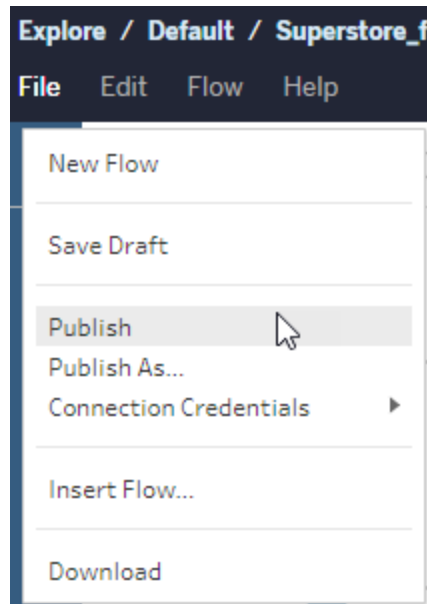 Explore / Default / Superstore_f
File Edit Flow Help
New Flow
Save Draft
Publish
Publish As...
Connection Credentials
Insert Flow...
Download